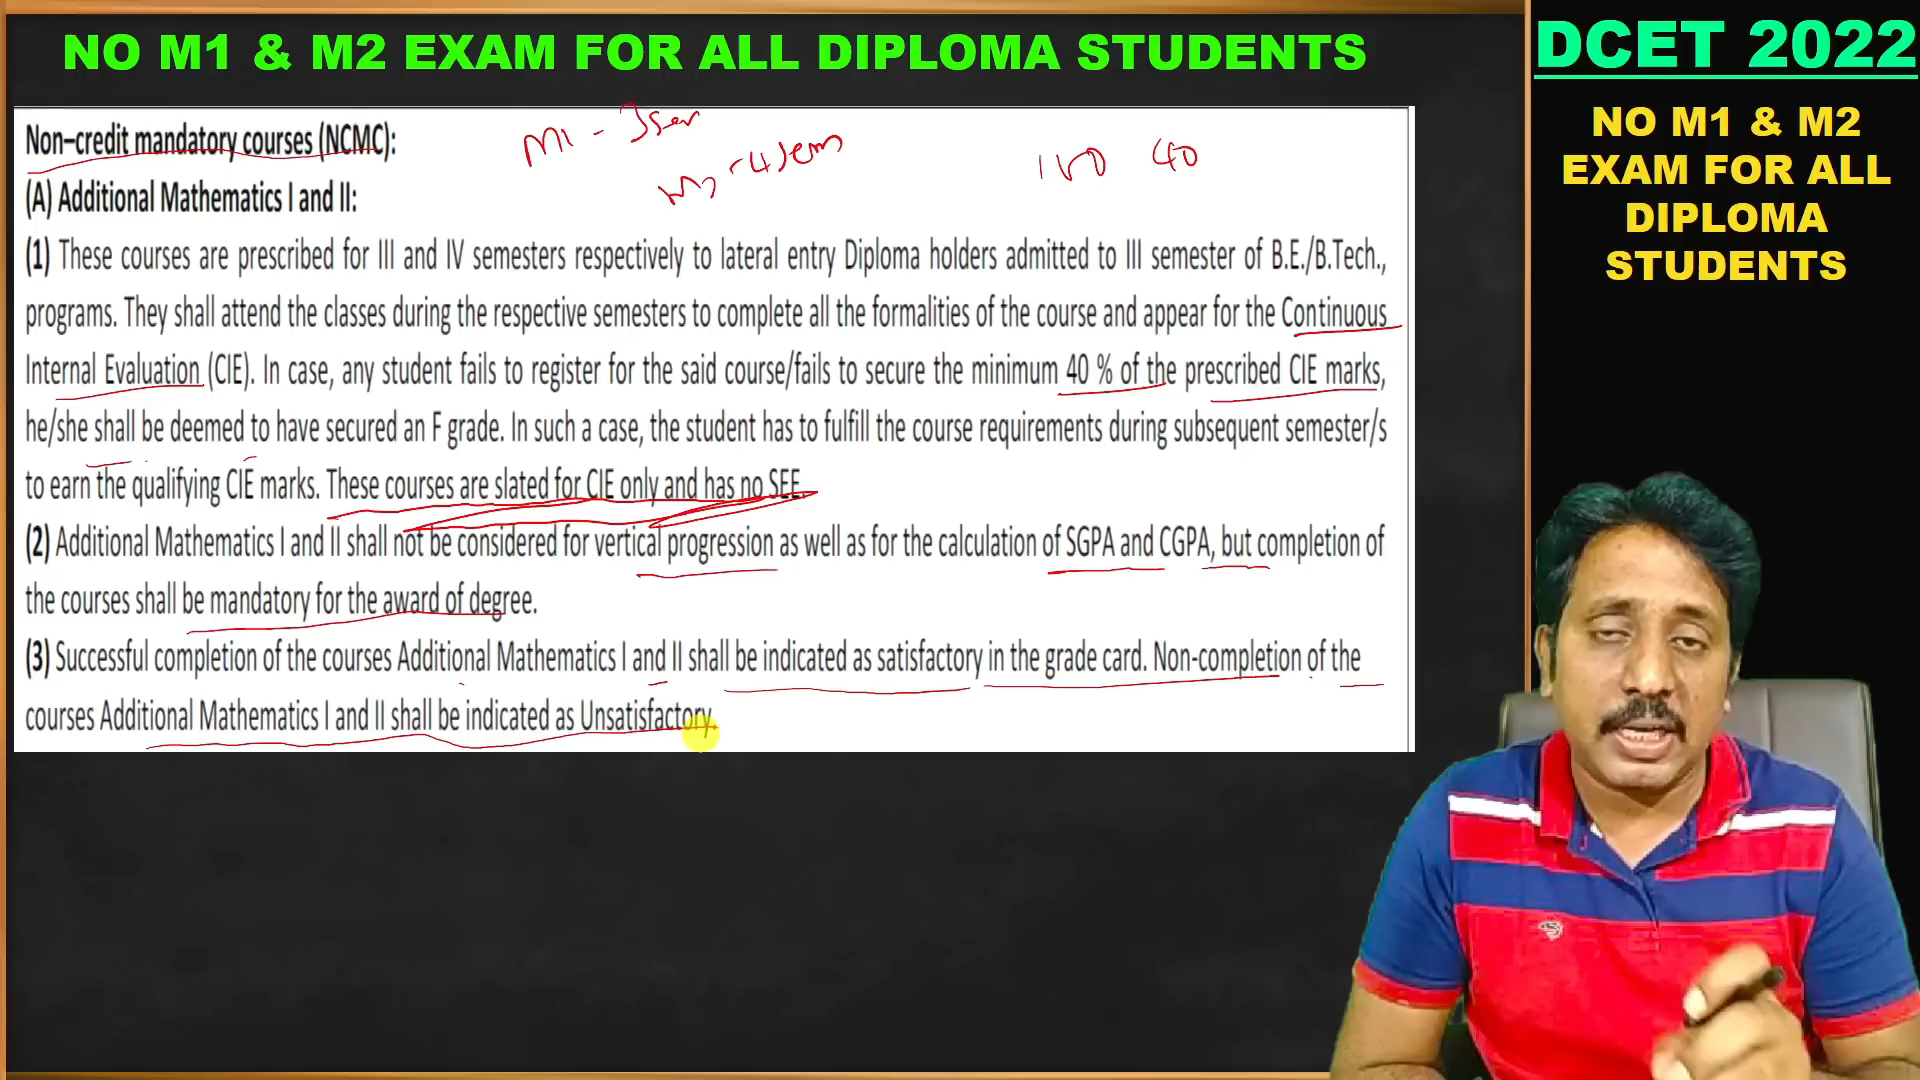 NO M1 & M2 EXAM FOR ALL DIPLOMA STUDENTS
DCET 2022
NO M1 & M2
EXAM FOR ALL
DIPLOMA
STUDENTS
Non–credit mandatory courses (NCMC):
M1 - 3sem
M2 - 4sem
100 40
(A) Additional Mathematics I and II:
(1) These courses are prescribed for III and IV semesters respectively to lateral entry Diploma holders admitted to III semester of B.E./B.Tech.,
programs. They shall attend the classes during the respective semesters to complete all the formalities of the course and appear for the Continuous
Internal Evaluation (CIE). In case, any student fails to register for the said course/fails to secure the minimum 40 % of the prescribed CIE marks,
he/she shall be deemed to have secured an F grade. In such a case, the student has to fulfill the course requirements during subsequent semester/s
to earn the qualifying CIE marks. These courses are slated for CIE only and has no SEE.
(2) Additional Mathematics I and II shall not be considered for vertical progression as well as for the calculation of SGPA and CGPA, but completion of
the courses shall be mandatory for the award of degree.
(3) Successful completion of the courses Additional Mathematics I and II shall be indicated as satisfactory in the grade card. Non-completion of the
courses Additional Mathematics I and II shall be indicated as Unsatisfactory.